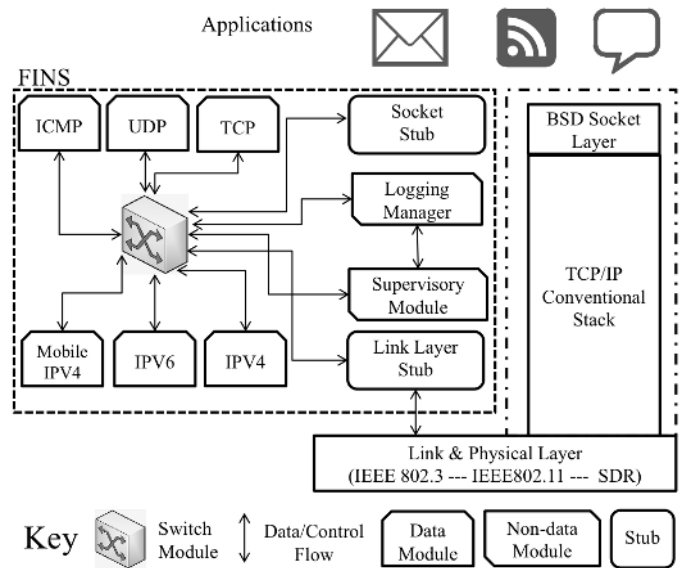 Applications
FINS
ICMP
UDP
TCP
Socket
Stub
BSD Socket
Layer
Logging
Manager
TCP/IP
Conventional
Stack
Supervisory
Module
Mobile
IPV4
IPV6
IPV4
Link Layer
Stub
Link & Physical Layer
(IEEE 802.3 --- IEEE802.11 --- SDR)
Key
Switch
Module
Data/Control
Flow
Data
Module
Non-data
Module
Stub